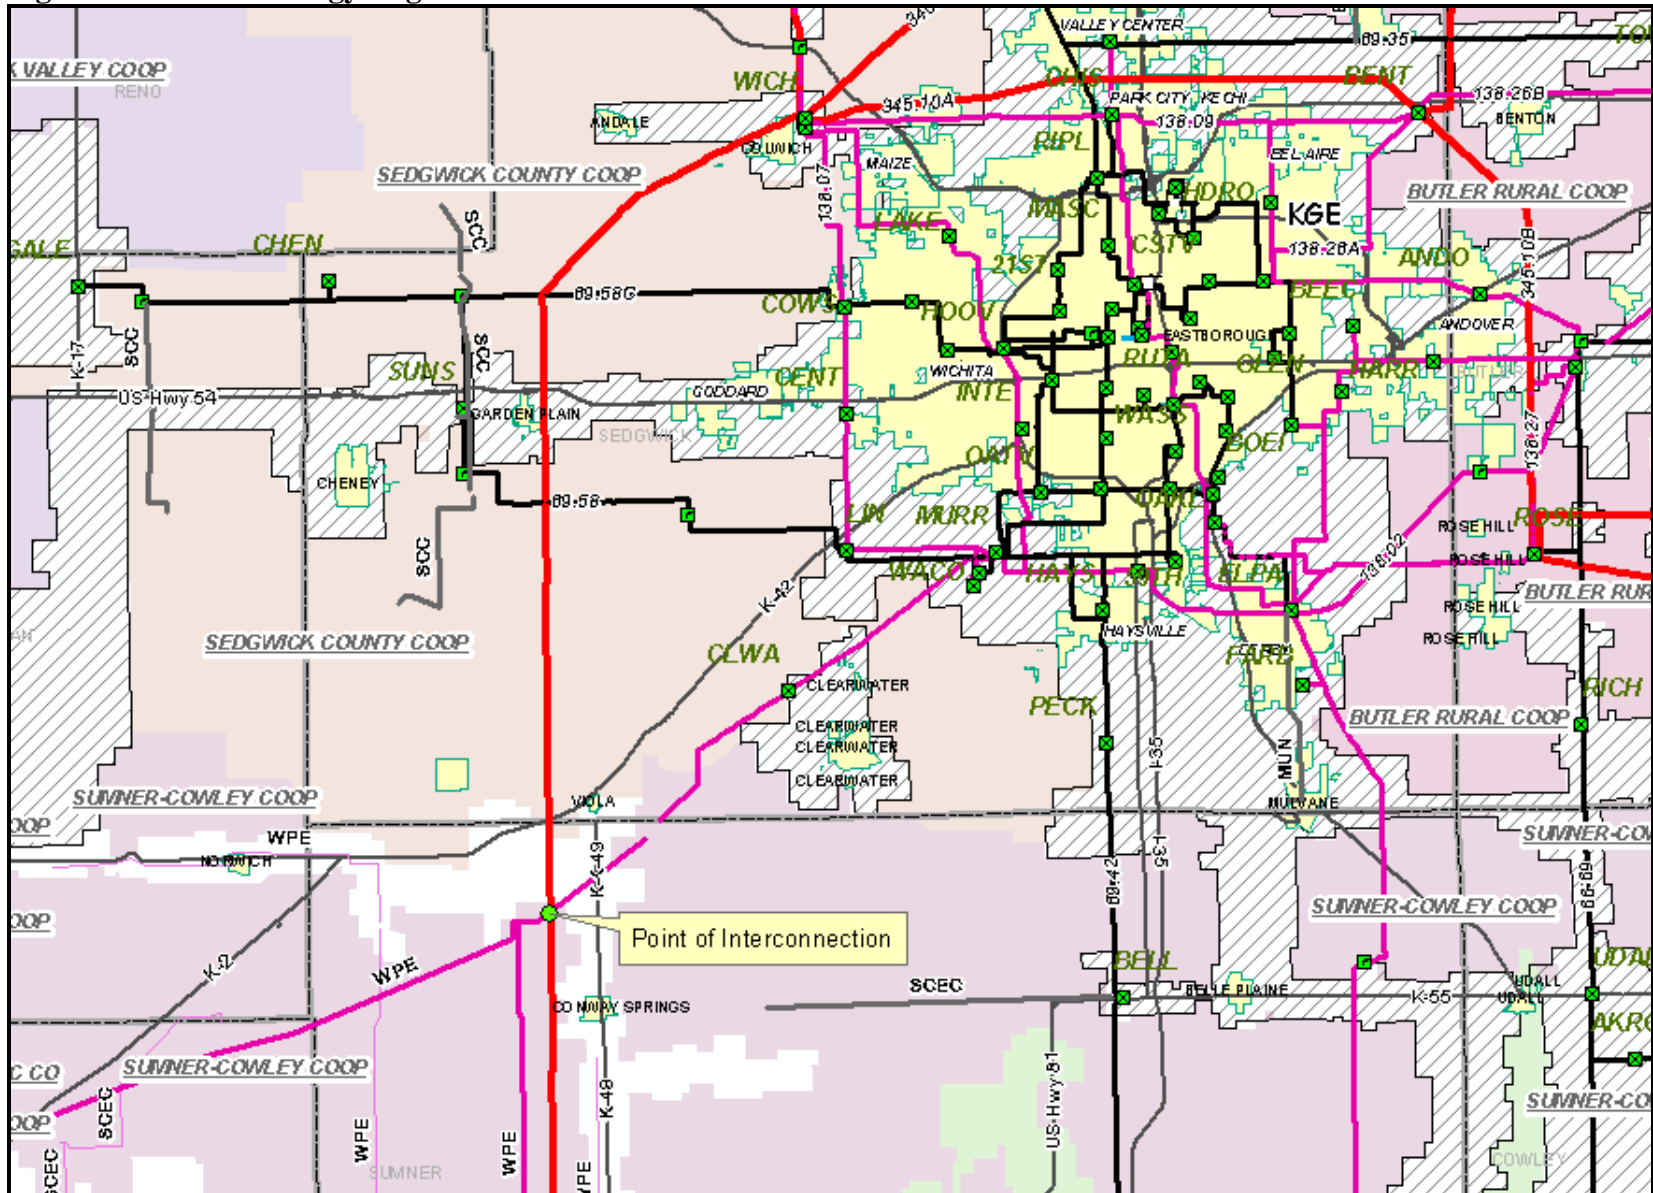 VALLEY CENTER
69-35
K VALLEY COOP
RENO
WICH
CHIS
BENT
345-10A
PARK CITY
KECHI
138-26B
ANDALE
138-09
BENTON
COLWICH
RIPL
MAIZE
BEL AIRE
SEDGWICK COUNTY COOP
138-07
HDRO
BUTLER RURAL COOP
MASC
KGE
SCC
LAKE
CHEN
CSTV
138-26A
ANDO
21ST
345-10B
69-58G
COWS
HOOV
BEEC
ANDOVER
EASTBOROUGH
SCC
SCC
K-17
RUTA
GLEN
SUNS
CENT
WICHITA
HARR
BUTLER
US Hwy 54
GODDARD
INTE
GARDEN PLAIN
WASS
SEDGWICK
BOEI
138-27
OATV
CHENEY
69-58
LIN
MURR
ROSE HILL
ROSE
SCC
138-02
ROSE HILL
WACO
HAYS
ELPA
BUTLER RUR
K-42
ROSE HILL
HAYSVILLE
ROSE HILL
SEDGWICK COUNTY COOP
CLWA
FARB
CLEARWATER
RICH
PECK
BUTLER RURAL COOP
CLEARWATER
CLEARWATER
I-35
MUN
CLEARWATER
SUMNER-COWLEY COOP
VIOLA
MULVANE
OOP
WPE
SUMNER-COW
NORWICH
K-49
I-35
69-42
66-69
SUMNER-COWLEY COOP
OOP
Point of Interconnection
K-2
WPE
BELL
UDAL
SCEC
UDALL
BELLE PLAINE
K-55
UDALL
CONWAY SPRINGS
AKRO
C CO
SUMNER-COWLEY COOP
K-49
US Hwy 81
SUMNER-CO
OOP
SCEC
WPE
WPE
SCEC
WPE
SUMNER
COWLEY